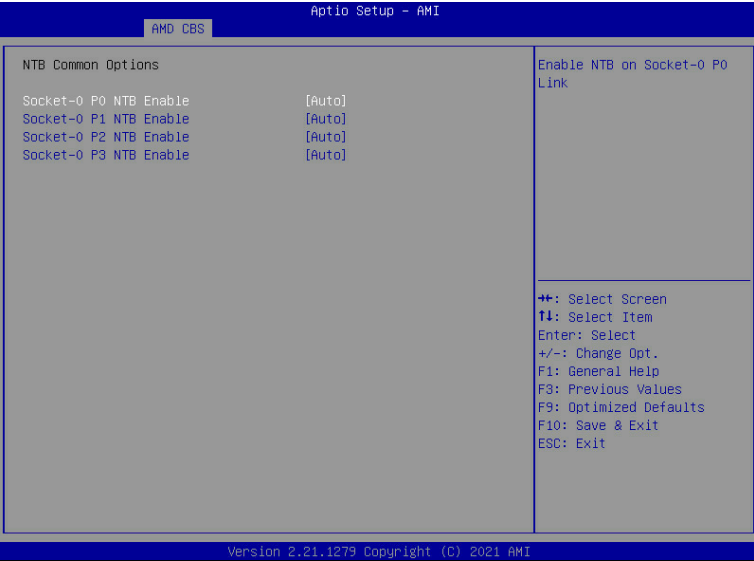 Aptio Setup – AMI
AMD CBS
NTB Common Options
Socket-0 P0 NTB Enable [Auto]
Socket-0 P1 NTB Enable [Auto]
Socket-0 P2 NTB Enable [Auto]
Socket-0 P3 NTB Enable [Auto]
Enable NTB on Socket-0 P0
Link
→←: Select Screen
↑↓: Select Item
Enter: Select
+/-: Change Opt.
F1: General Help
F3: Previous Values
F9: Optimized Defaults
F10: Save & Exit
ESC: Exit
Version 2.21.1279 Copyright (C) 2021 AMI